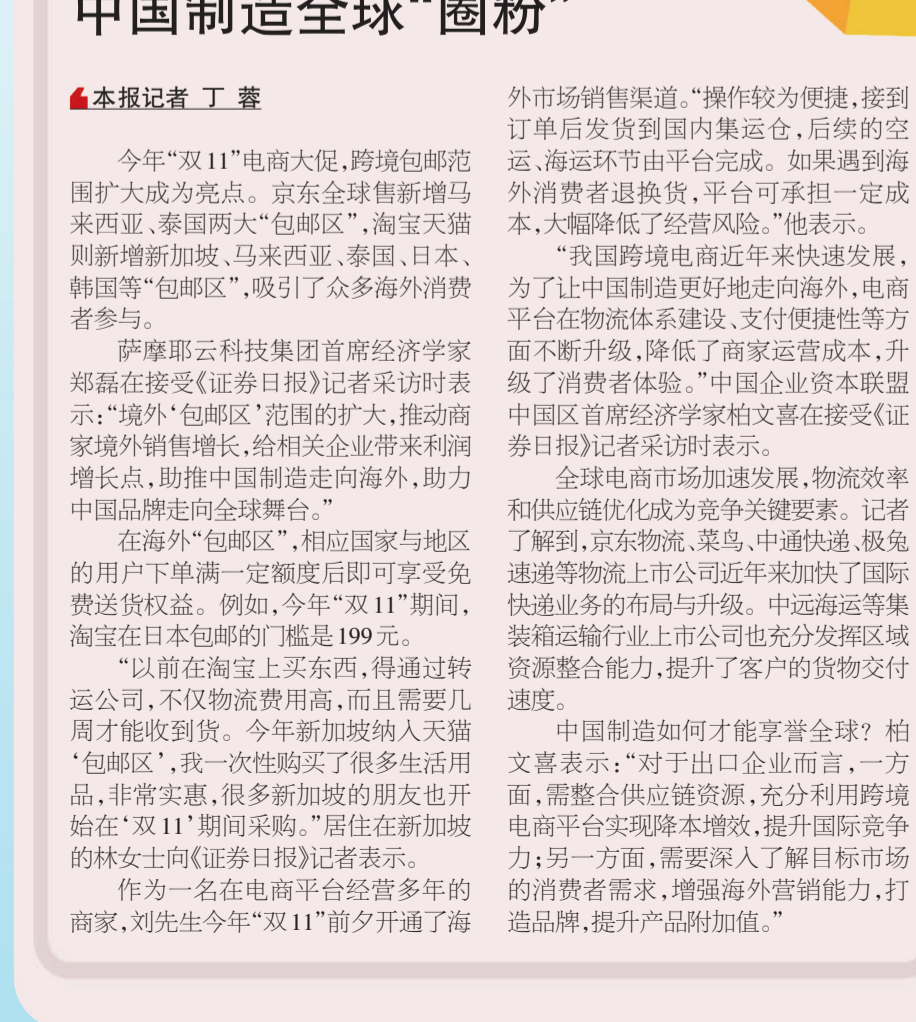 中国制造全球“圈粉”
本报记者 丁 蓉
今年“双11”电商大促,跨境包邮范
围扩大成为亮点。京东全球售新增马
来西亚、泰国两大“包邮区”,淘宝天猫
则新增新加坡、马来西亚、泰国、日本、
韩国等“包邮区”,吸引了众多海外消费
者参与。
萨摩耶云科技集团首席经济学家
郑磊在接受《证券日报》记者采访时表
示:“境外‘包邮区’范围的扩大,推动商
家境外销售增长,给相关企业带来利润
增长点,助推中国制造走向海外,助力
中国品牌走向全球舞台。”
在海外“包邮区”,相应国家与地区
的用户下单满一定额度后即可享受免
费送货权益。例如,今年“双11”期间,
淘宝在日本包邮的门槛是199元。
“以前在淘宝上买东西,得通过转
运公司,不仅物流费用高,而且需要几
周才能收到货。今年新加坡纳入天猫
‘包邮区’,我一次性购买了很多生活用
品,非常实惠,很多新加坡的朋友也开
始在‘双11’期间采购。”居住在新加坡
的林女士向《证券日报》记者表示。
作为一名在电商平台经营多年的
商家,刘先生今年“双11”前夕开通了海
外市场销售渠道。“操作较为便捷,接到
订单后发货到国内集运仓,后续的空
运、海运环节由平台完成。如果遇到海
外消费者退换货,平台可承担一定成
本,大幅降低了经营风险。”他表示。
“我国跨境电商近年来快速发展,
为了让中国制造更好地走向海外,电商
平台在物流体系建设、支付便捷性等方
面不断升级,降低了商家运营成本,升
级了消费者体验。”中国企业资本联盟
中国区首席经济学家柏文喜在接受《证
券日报》记者采访时表示。
全球电商市场加速发展,物流效率
和供应链优化成为竞争关键要素。记者
了解到,京东物流、菜鸟、中通快递、极兔
速递等物流上市公司近年来加快了国际
快递业务的布局与升级。中远海运等集
装箱运输行业上市公司也充分发挥区域
资源整合能力,提升了客户的货物交付
速度。
中国制造如何才能享誉全球？柏
文喜表示:“对于出口企业而言,一方
面,需整合供应链资源,充分利用跨境
电商平台实现降本增效,提升国际竞争
力;另一方面,需要深入了解目标市场
的消费者需求,增强海外营销能力,打
造品牌,提升产品附加值。”